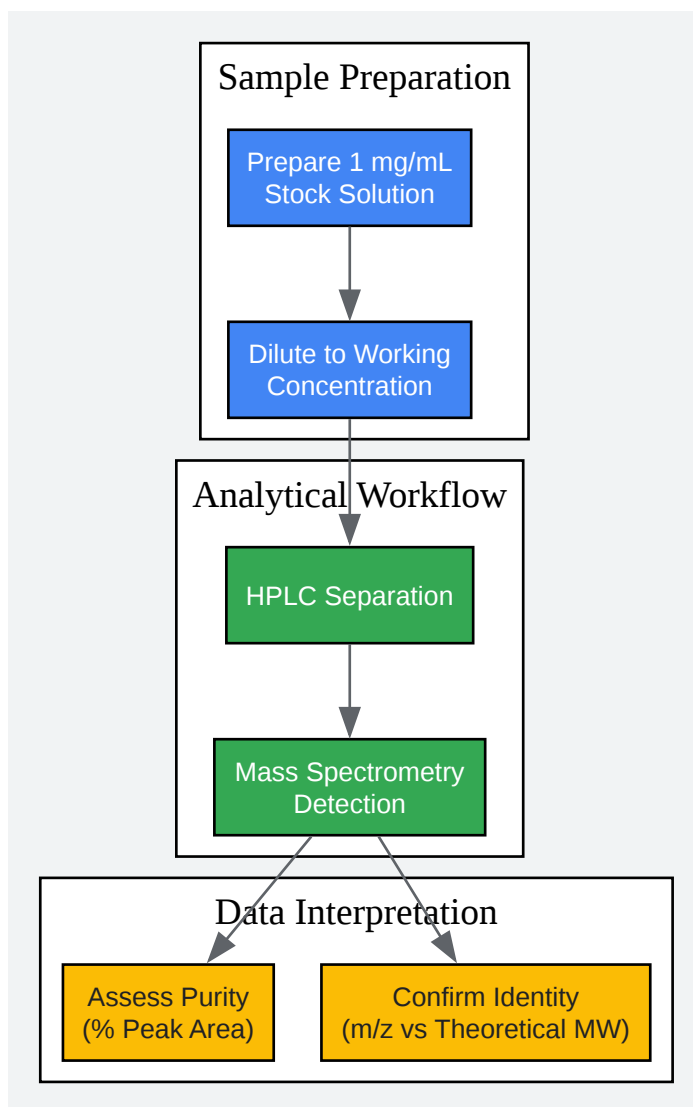 Sample Preparation
Prepare 1 mg/mL
Stock Solution
Dilute to Working
Concentration
Analytical Workflow
HPLC Separation
Mass Spectrometry
Detection
Data Interpretation
Assess Purity
(% Peak Area)
Confirm Identity
(m/z vs Theoretical MW)